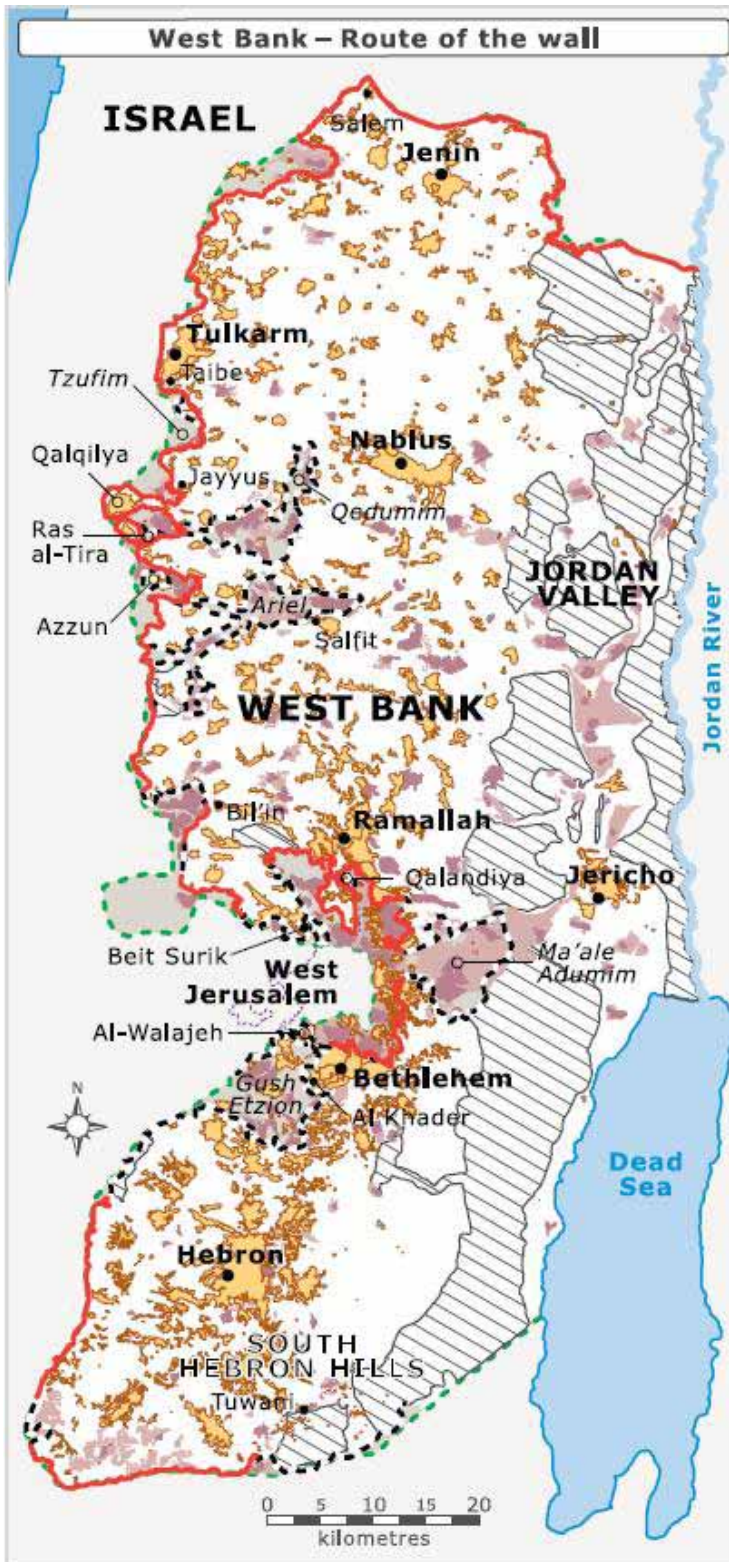 West Bank – Route of the wall
ISRAEL
Salem
Jenin
Tulkarm
Taibe
Tzufim
Nablus
Qalqilya
Jayyus
Qedumim
Ras
al-Tira
JORDAN
VALLEY
Azzun
Ariel
Salfit
Jordan River
WEST BANK
Bil'in
Ramallah
Qalandiya
Jericho
Beit Surik
West
Jerusalem
Ma'ale
Adumim
Al-Walajeh
Bethlehem
Gush
Etzion
Al Khader
N
Dead
Sea
Hebron
SOUTH
HEBRON HILLS
Tuwani
0 5 10 15 20
kilometres